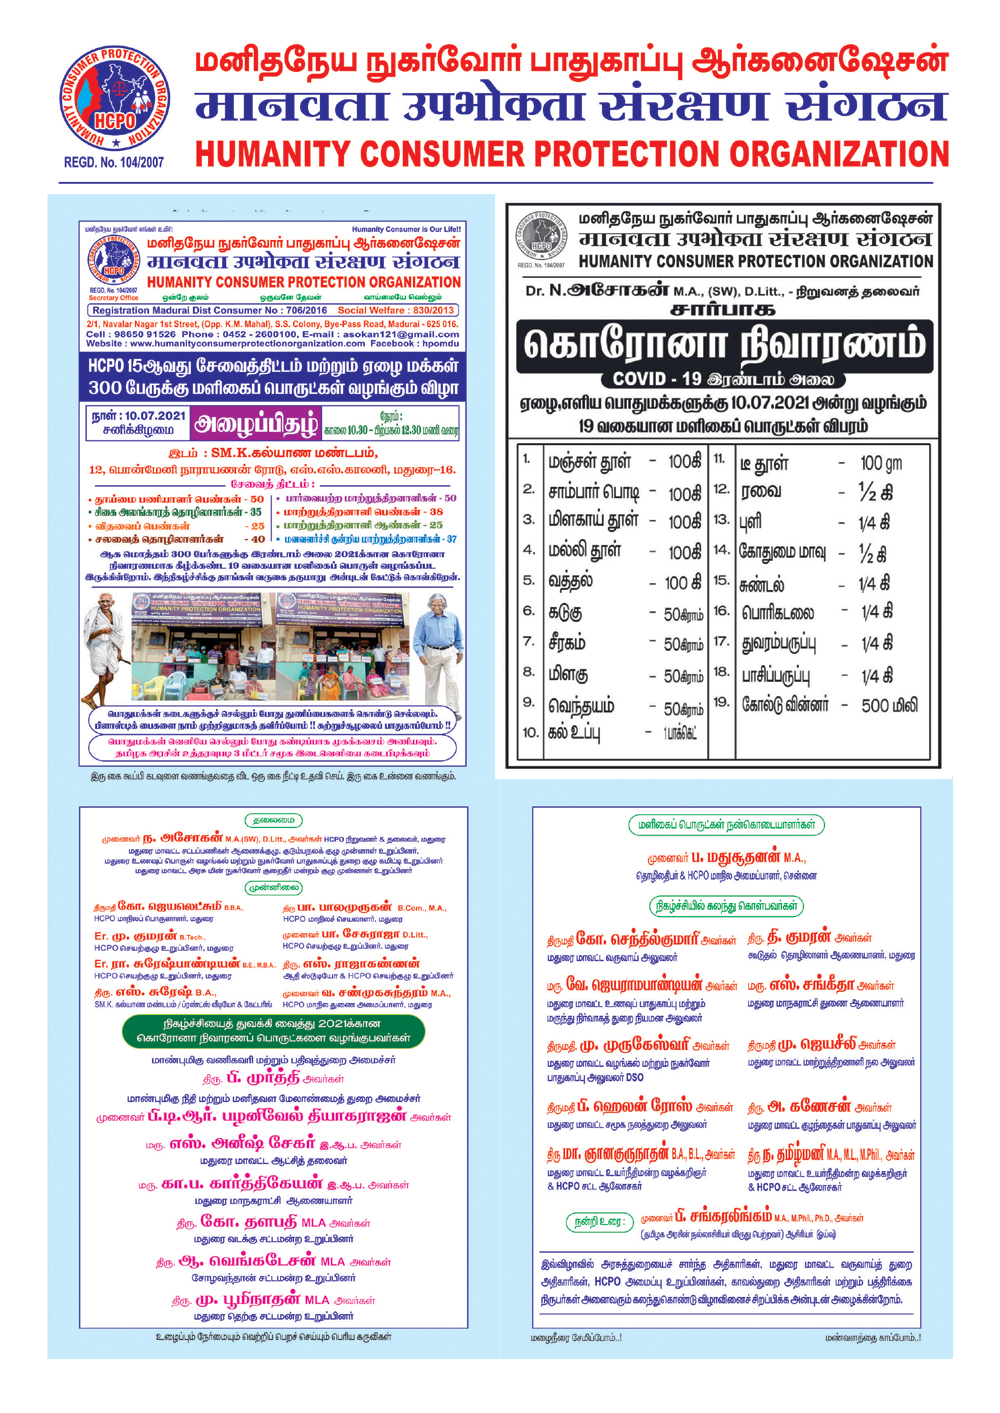 மனிதநேய நுகர்வோர் பாதுகாப்பு ஆர்கனைஷேசன்
मानवता उपभोकता संरक्षण संगठन
HUMANITY CONSUMER PROTECTION ORGANIZATION
HUMANITY CONSUMER PROTECTION ORGANIZATION
HCPO
REGD. No. 104/2007
மனிதநேய நுகர்வோர் எங்கள் உயிர்!
Humanity Consumer is Our Life!!
மனிதநேய நுகர்வோர் பாதுகாப்பு ஆர்கனைஷேசன்
मानवता उपभोकता संरक्षण संगठन
HUMANITY CONSUMER PROTECTION ORGANIZATION
HCPO
REGD. No. 104/2007
Secretary Office
ஒன்றே குலம் ஒருவனே தேவன் வாய்மையே வெல்லும்
Registration Madurai Dist Consumer No : 706/2016 Social Welfare : 830/2013
2/1, Navalar Nagar 1st Street, (Opp. K.M. Mahal), S.S. Colony, Bye-Pass Road, Madurai - 625 016.
Cell : 98650 91526 Phone : 0452 - 2600100, E-mail : asokan121@gmail.com
Website : www.humanityconsumerprotectionorganization.com Facebook : hpomdu
HCPO 15ஆவது சேவைத்திட்டம் மற்றும் ஏழை மக்கள்
300 பேருக்கு மளிகைப் பொருட்கள் வழங்கும் விழா
நாள் : 10.07.2021
சனிக்கிழமை
அழைப்பிதழ்
நேரம் :
காலை 10.30 - பிற்பகல் 12.30 மணி வரை
இடம் : SM.K.கல்யாண மண்டபம்,
12, பொன்மேனி நாராயணன் ரோடு, எஸ்.எஸ்.காலனி, மதுரை-16.
சேவைத் திட்டம் :
• தூய்மை பணியாளர் பெண்கள் - 50
• சிகை அலங்காரத் தொழிலாளர்கள் - 35
• விதவைப் பெண்கள் - 25
• சலவைத் தொழிலாளர்கள் - 40
• பார்வையற்ற மாற்றுத்திறனாளிகள் - 50
• மாற்றுத்திறனாளி பெண்கள் - 38
• மாற்றுத்திறனாளி ஆண்கள் - 25
• மனவளர்ச்சி குன்றிய மாற்றுத்திறனாளிகள் - 37
ஆக மொத்தம் 300 பேர்களுக்கு இரண்டாம் அலை 2021க்கான கொரோனா
நிவாரணமாக கீழ்க்கண்ட 19 வகையான மளிகைப் பொருள் வழங்கப்பட
இருக்கின்றோம். இந்நிகழ்ச்சிக்கு தாங்கள் வருகை தருமாறு அன்புடன் கேட்டுக் கொள்கிறேன்.
மனிதநேய நுகர்வோர் பாதுகாப்பு ஆர்கனைஷேசன்
HUMANITY CONSUMER PROTECTION ORGANIZATION
பொதுமக்கள் கடைகளுக்குச் செல்லும் போது துணிப்பைகளைக் கொண்டு செல்லவும்.
பிளாஸ்டிக் பைகளை நாம் முற்றிலுமாகத் தவிர்ப்போம் !! சுற்றுச்சூழலைப் பாதுகாப்போம் !!
பொதுமக்கள் வெளியே செல்லும் போது கண்டிப்பாக முகக்கவசம் அணியவும்.
தமிழக அரசின் உத்தரவுபடி 3 மீட்டர் சமூக இடைவெளியை கடைபிடிக்கவும்
இரு கை கூப்பி கடவுளை வணங்குவதை விட ஒரு கை நீட்டி உதவி செய். இரு கை உன்னை வணங்கும்.
மனிதநேய நுகர்வோர் பாதுகாப்பு ஆர்கனைஷேசன்
मानवता उपभोकता संरक्षण संगठन
HUMANITY CONSUMER PROTECTION ORGANIZATION
HCPO
REGD. No. 104/2007
Dr. N.அசோகன் M.A., (SW), D.Litt., - நிறுவனத் தலைவர்
சார்பாக
கொரோனா நிவாரணம்
COVID - 19 இரண்டாம் அலை
ஏழை,எளிய பொதுமக்களுக்கு 10.07.2021 அன்று வழங்கும்
19 வகையான மளிகைப் பொருட்கள் விபரம்
1. மஞ்சள் தூள் - 100கி
2. சாம்பார் பொடி - 100கி
3. மிளகாய் தூள் - 100கி
4. மல்லி தூள் - 100கி
5. வத்தல் - 100 கி
6. கடுகு - 50கிராம்
7. சீரகம் - 50கிராம்
8. மிளகு - 50கிராம்
9. வெந்தயம் - 50கிராம்
10. கல் உப்பு - 1 பாக்கெட்
11. டீ தூள் - 100 gm
12. ரவை - ½ கி
13. புளி - 1/4 கி
14. கோதுமை மாவு - ½ கி
15. சுண்டல் - 1/4 கி
16. பொரிகடலை - 1/4 கி
17. துவரம்பருப்பு - 1/4 கி
18. பாசிப்பருப்பு - 1/4 கி
19. கோல்டு வின்னர் - 500 மிலி
தலைமை
முனைவர் ந. அசோகன் M.A.(SW), D.Litt., அவர்கள் HCPO நிறுவனர் & தலைவர், மதுரை
மதுரை மாவட்ட சட்டப்பணிகள் ஆணைக்குழு, குடும்பநலக் குழு முன்னாள் உறுப்பினர்,
மதுரை உணவுப் பொருள் வழங்கல் மற்றும் நுகர்வோர் பாதுகாப்புத் துறை குழு கமிட்டி உறுப்பினர்
மதுரை மாவட்ட அரசு மின் நுகர்வோர் குறைதீர் மன்றம் குழு முன்னாள் உறுப்பினர்
முன்னிலை
திருமதி கோ. ஜெயலெட்சுமி B.B.A.
HCPO மாநிலப் பொருளாளர், மதுரை
Er. மு. குமரன் B.Tech.,
HCPO செயற்குழு உறுப்பினர், மதுரை
Er. ரா. சுரேஷ்பாண்டியன் B.E., M.B.A.,
HCPO செயற்குழு உறுப்பினர், மதுரை
திரு. எஸ். சுரேஷ் B.A.,
SM.K. கல்யாண மண்டபம் / ப்ரண்ட்ஸ் வீடியோ & கேட்டரிங்
திரு பா. பாலமுருகன் B.Com., M.A.,
HCPO மாநிலச் செயலாளர், மதுரை
முனைவர் பா. சேகுராஜா D.Litt.,
HCPO செயற்குழு உறுப்பினர், மதுரை
திரு. எஸ். ராஜாகண்ணன்
ஆதி ஸ்டுடியோ & HCPO செயற்குழு உறுப்பினர்
முனைவர் வ. சண்முகசுந்தரம் M.A.,
HCPO மாநில துணை அமைப்பாளர், மதுரை
நிகழ்ச்சியைத் துவக்கி வைத்து 2021க்கான
கொரோனா நிவாரணப் பொருட்களை வழங்குபவர்கள்
மாண்புமிகு வணிகவரி மற்றும் பதிவுத்துறை அமைச்சர்
திரு. பி. மூர்த்தி அவர்கள்
மாண்புமிகு நிதி மற்றும் மனிதவள மேலாண்மைத் துறை அமைச்சர்
முனைவர் பி.டி.ஆர். பழனிவேல் தியாகராஜன் அவர்கள்
மரு. எஸ். அனீஷ் சேகர் இ.ஆ.ப. அவர்கள்
மதுரை மாவட்ட ஆட்சித் தலைவர்
மரு. கா.ப. கார்த்திகேயன் இ.ஆ.ப. அவர்கள்
மதுரை மாநகராட்சி ஆணையாளர்
திரு. கோ. தளபதி MLA அவர்கள்
மதுரை வடக்கு சட்டமன்ற உறுப்பினர்
திரு. ஆ. வெங்கடேசன் MLA அவர்கள்
சோழவந்தான் சட்டமன்ற உறுப்பினர்
திரு. மு. பூமிநாதன் MLA அவர்கள்
மதுரை தெற்கு சட்டமன்ற உறுப்பினர்
உழைப்பும் நேர்மையும் வெற்றிப் பெறச் செய்யும் பெரிய கருவிகள்
மளிகைப் பொருட்கள் நன்கொடையாளர்கள்
முனைவர் ப. மதுசூதனன் M.A.,
தொழிலதிபர் & HCPO மாநில அமைப்பாளர், சென்னை
நிகழ்ச்சியில் கலந்து கொள்பவர்கள்
திருமதி கோ. செந்தில்குமாரி அவர்கள்
மதுரை மாவட்ட வருவாய் அலுவலர்
திரு. தி. குமரன் அவர்கள்
கூடுதல் தொழிலாளர் ஆணையாளர், மதுரை
மரு. வே. ஜெயராமபாண்டியன் அவர்கள்
மதுரை மாவட்ட உணவுப் பாதுகாப்பு மற்றும்
மருந்து நிர்வாகத் துறை நியமன அலுவலர்
மரு. எஸ். சங்கீதா அவர்கள்
மதுரை மாநகராட்சி துணை ஆணையாளர்
திருமதி. மு. முருகேஸ்வரி அவர்கள்
மதுரை மாவட்ட வழங்கல் மற்றும் நுகர்வோர்
பாதுகாப்பு அலுவலர் DSO
திருமதி மு. ஜெயசீலி அவர்கள்
மதுரை மாவட்ட மாற்றுத்திறனாளி நல அலுவலர்
திருமதி பி. ஹெலன் ரோஸ் அவர்கள்
மதுரை மாவட்ட சமூக நலத்துறை அலுவலர்
திரு. அ. கணேசன் அவர்கள்
மதுரை மாவட்ட குழந்தைகள் பாதுகாப்பு அலுவலர்
திரு மா. ஞானகுருநாதன் B.A., B.L., அவர்கள்
மதுரை மாவட்ட உயர்நீதிமன்ற வழக்கறிஞர்
& HCPO சட்ட ஆலோசகர்
திரு ந. தமிழ்மணி M.A., M.L., M.Phil., அவர்கள்
மதுரை மாவட்ட உயர்நீதிமன்ற வழக்கறிஞர்
& HCPO சட்ட ஆலோசகர்
நன்றி உரை :
முனைவர் பி. சங்கரலிங்கம் M.A., M.Phil., Ph.D., அவர்கள்
(தமிழக அரசின் நல்லாசிரியர் விருது பெற்றவர்) ஆசிரியர் (ஓய்வு)
இவ்விழாவில் அரசுத்துறையைச் சார்ந்த அதிகாரிகள், மதுரை மாவட்ட வருவாய்த் துறை
அதிகாரிகள், HCPO அமைப்பு உறுப்பினர்கள், காவல்துறை அதிகாரிகள் மற்றும் பத்திரிக்கை
நிருபர்கள் அனைவரும் கலந்துகொண்டு விழாவினைச் சிறப்பிக்க அன்புடன் அழைக்கின்றோம்.
மழைநீரை சேமிப்போம்..!
மண்வளத்தை காப்போம்..!